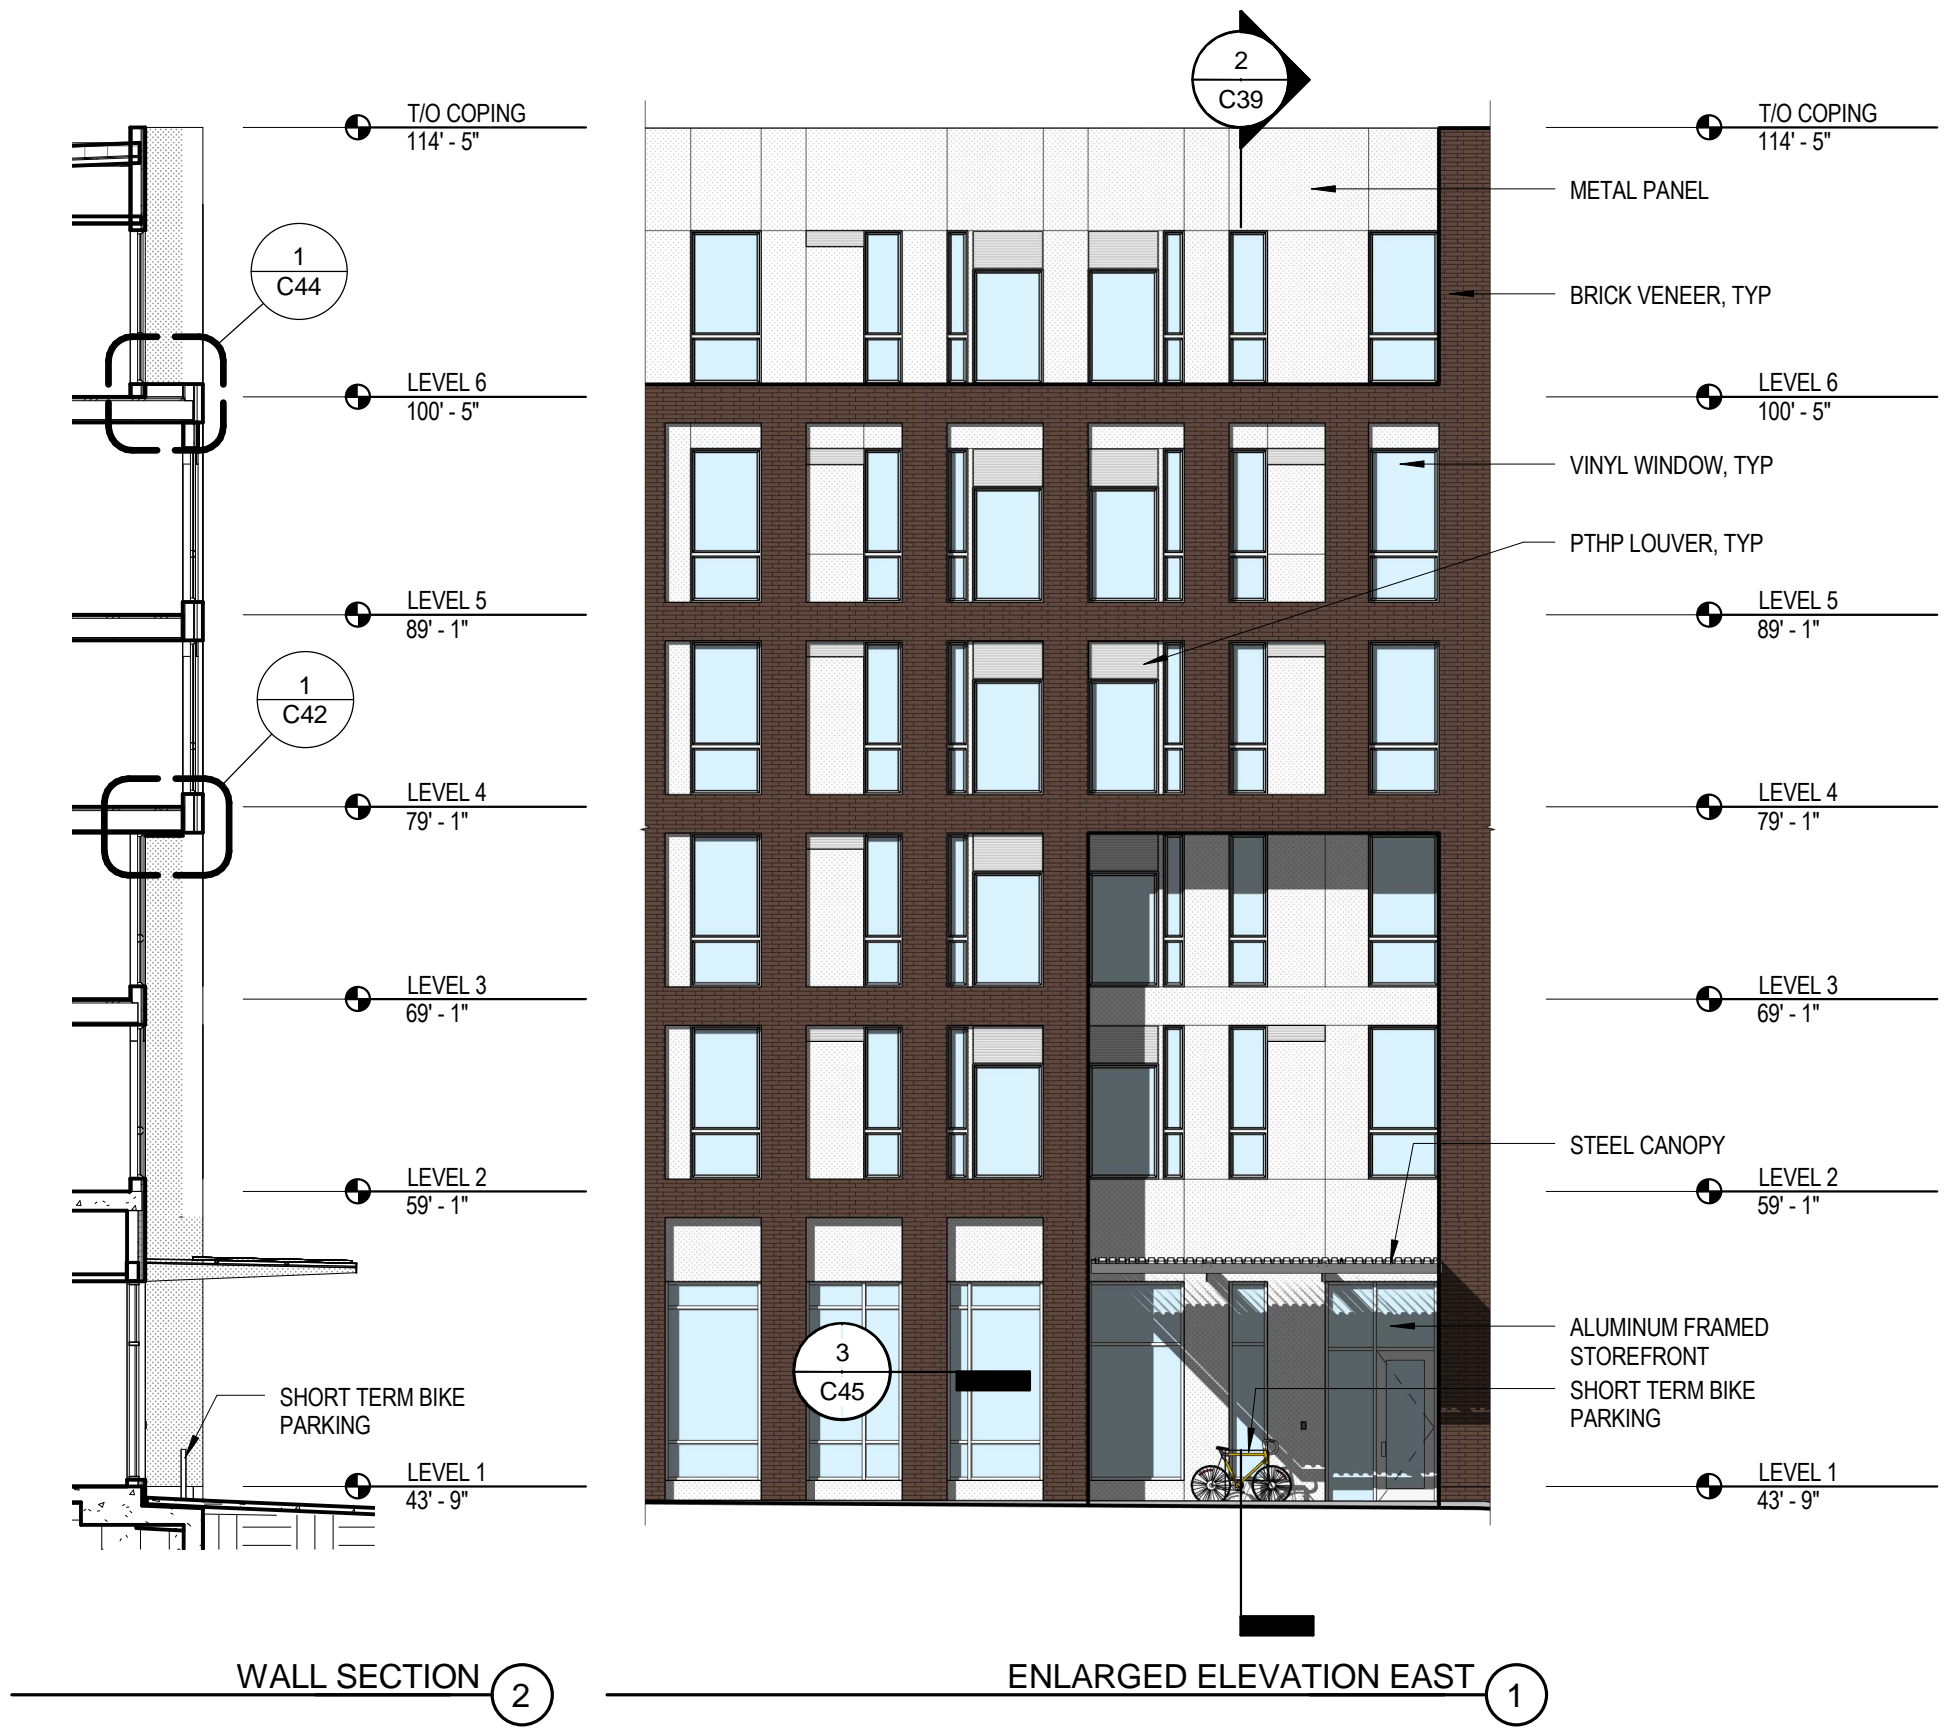 2
C39
T/O COPING
114' - 5"
T/O COPING
114' - 5"
METAL PANEL
1
C44
BRICK VENEER, TYP
LEVEL 6
100' - 5"
LEVEL 6
100' - 5"
VINYL WINDOW, TYP
PTHP LOUVER, TYP
LEVEL 5
89' - 1"
LEVEL 5
89' - 1"
1
C42
LEVEL 4
79' - 1"
LEVEL 4
79' - 1"
LEVEL 3
69' - 1"
LEVEL 3
69' - 1"
STEEL CANOPY
LEVEL 2
59' - 1"
LEVEL 2
59' - 1"
ALUMINUM FRAMED
STOREFRONT
3
C45
SHORT TERM BIKE
PARKING
SHORT TERM BIKE
PARKING
LEVEL 1
43' - 9"
LEVEL 1
43' - 9"
WALL SECTION
2
ENLARGED ELEVATION EAST
1